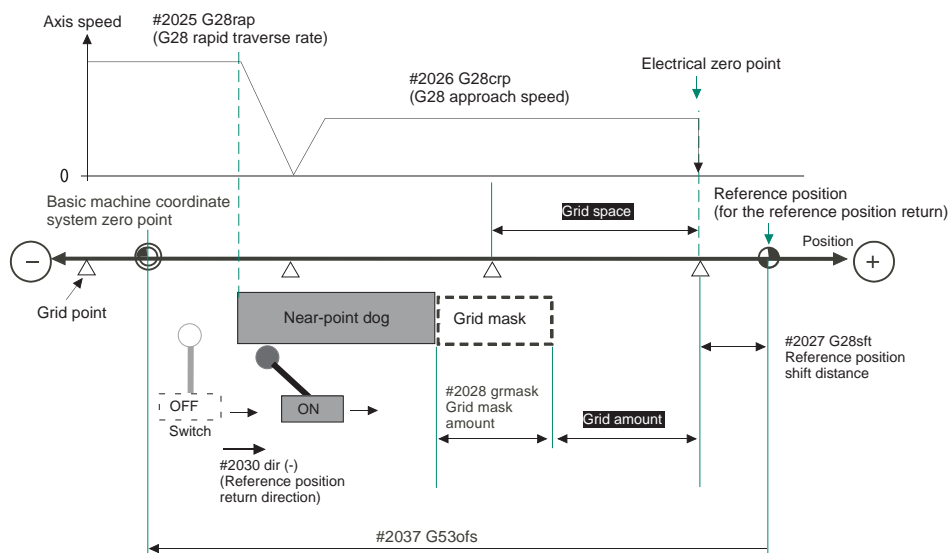 Axis speed
#2025 G28rap
(G28 rapid traverse rate)
Electrical zero point
#2026 G28crp
(G28 approach speed)
0
Basic machine coordinate
system zero point
Grid space
Reference position
(for the reference position return)
Position
−
+
Grid point
Near-point dog
Grid mask
#2027 G28sft
Reference position
shift distance
OFF
ON
Switch
#2028 grmask
Grid mask
amount
Grid amount
#2030 dir (-)
(Reference position
return direction)
#2037 G53ofs